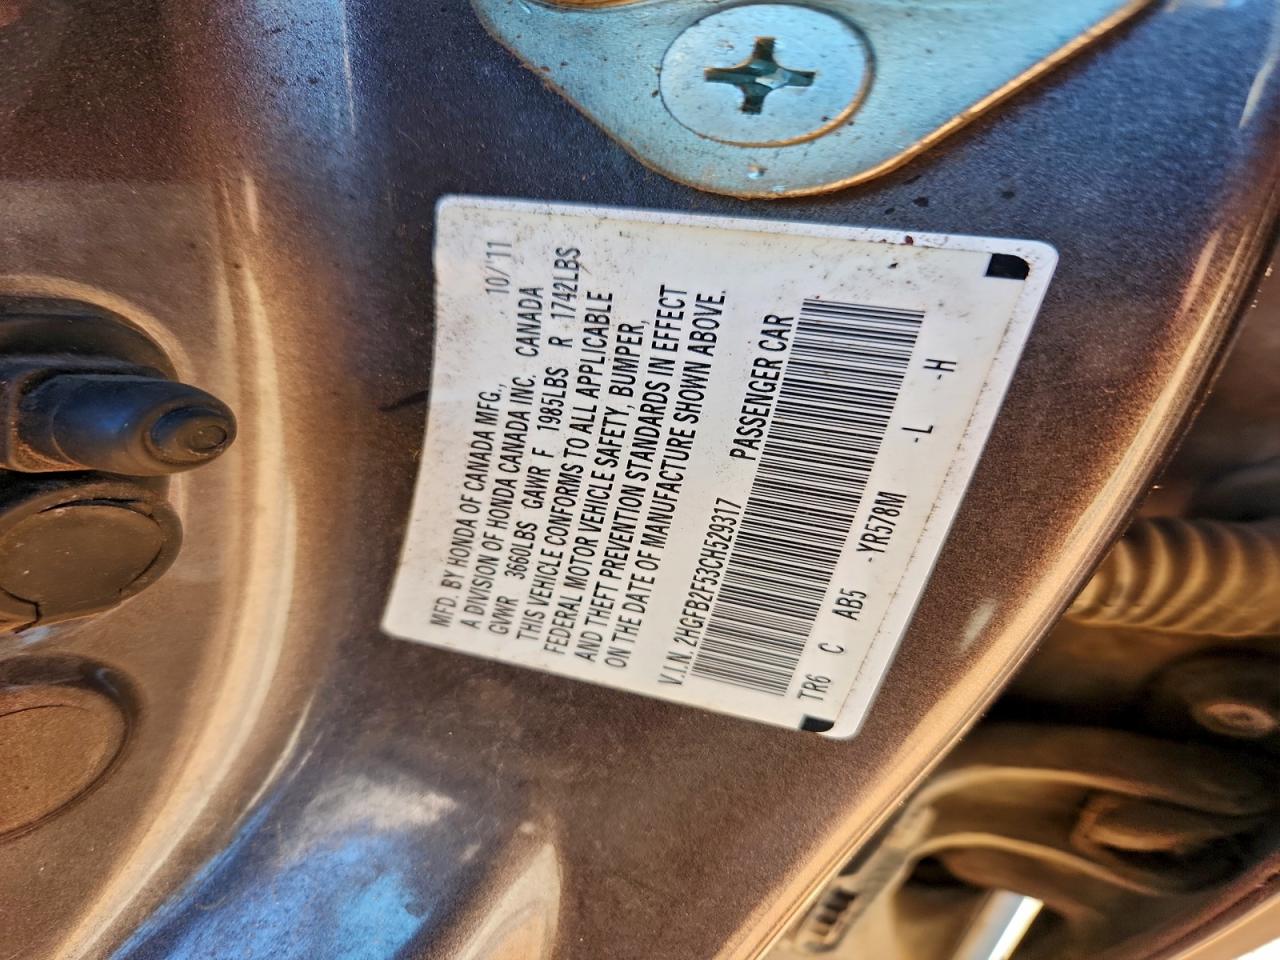 MFD. BY HONDA OF CANADA MFG., 10/'11
A DIVISION OF HONDA CANADA INC, CANADA
GVWR 3660LBS GAWR F 1985LBS R 1742LBS
THIS VEHICLE CONFORMS TO ALL APPLICABLE
FEDERAL MOTOR VEHICLE SAFETY, BUMPER,
AND THEFT PREVENTION STANDARDS IN EFFECT
ON THE DATE OF MANUFACTURE SHOWN ABOVE.
V.I.N. 2HGFB2F53CH529317 PASSENGER CAR
TR6 C AB5 -YR578M -L -H